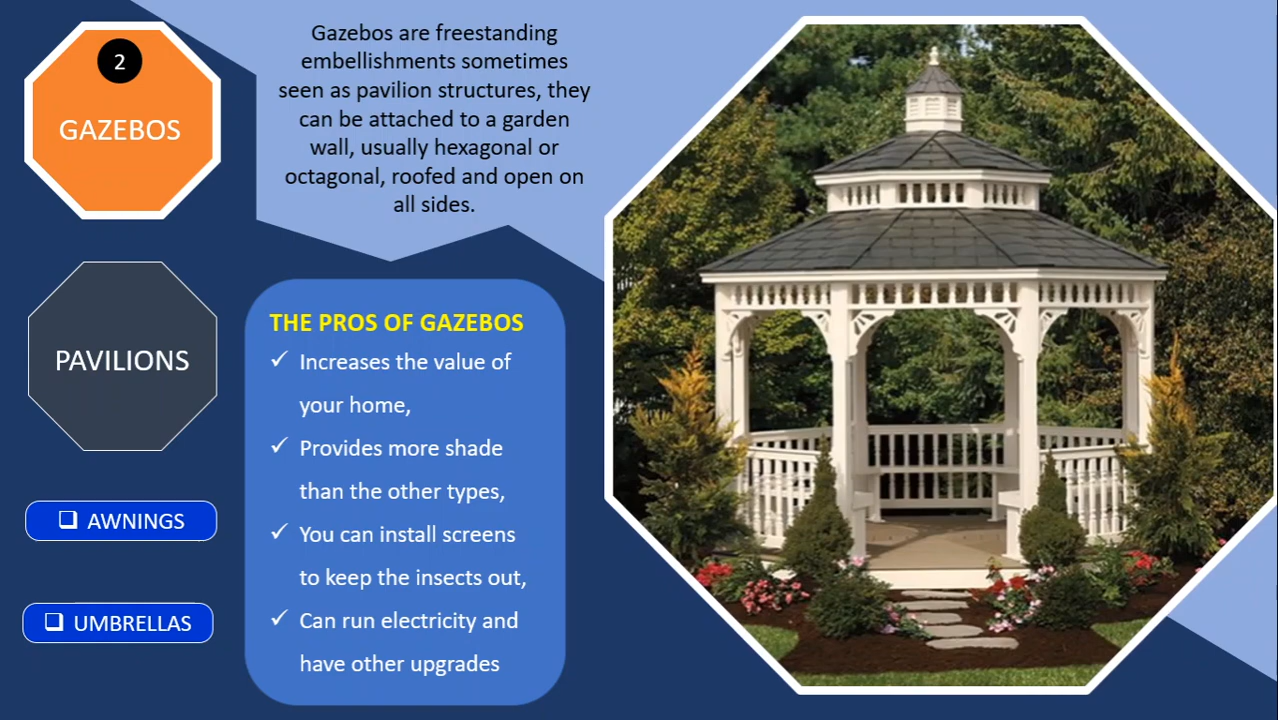 2
GAZEBOS
Gazebos are freestanding
embellishments sometimes
seen as pavilion structures, they
can be attached to a garden
wall, usually hexagonal or
octagonal, roofed and open on
all sides.
PAVILIONS
❑ AWNINGS
❑ UMBRELLAS
THE PROS OF GAZEBOS
✓ Increases the value of
your home,
✓ Provides more shade
than the other types,
✓ You can install screens
to keep the insects out,
✓ Can run electricity and
have other upgrades